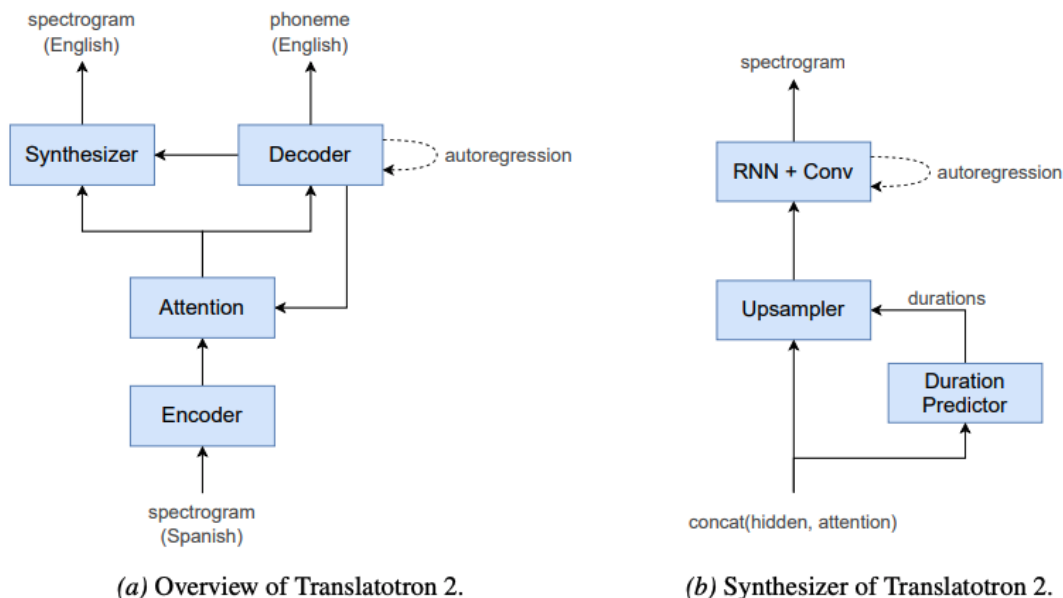 spectrogram
(English)
phoneme
(English)
Synthesizer
Decoder
autoregression
Attention
Encoder
spectrogram
(Spanish)
(a) Overview of Translatotron 2.
spectrogram
RNN + Conv
autoregression
Upsampler
durations
Duration
Predictor
concat(hidden, attention)
(b) Synthesizer of Translatotron 2.